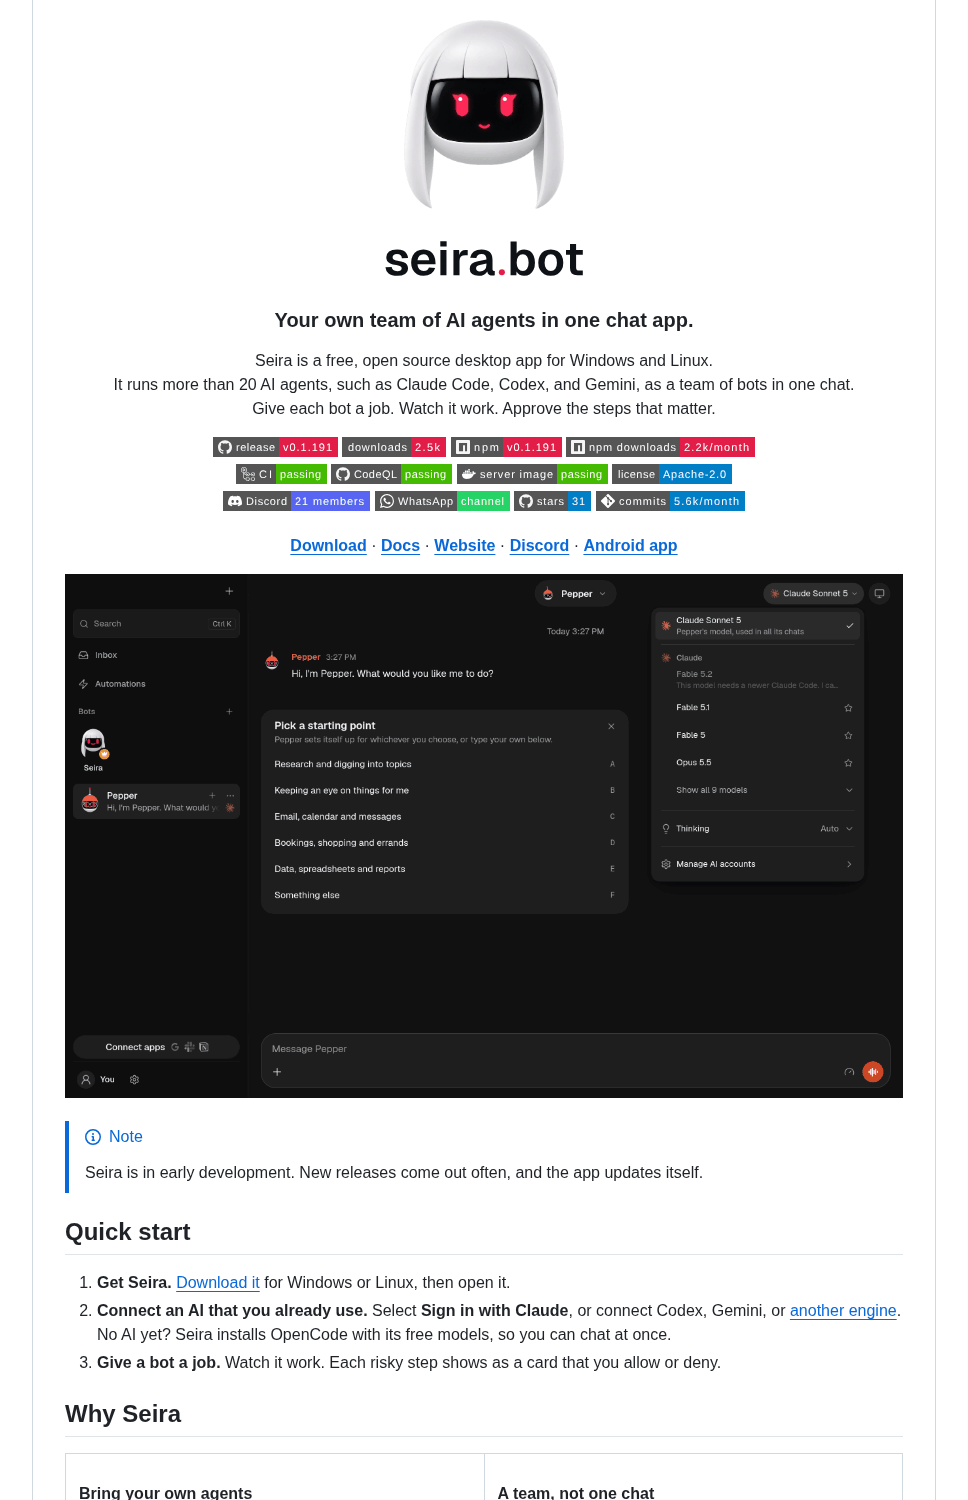 seira.bot
Your own team of AI agents in one chat app.
Seira is a free, open source desktop app for Windows and Linux.
It runs more than 20 AI agents, such as Claude Code, Codex, and Gemini, as a team of bots in one chat.
Give each bot a job. Watch it work. Approve the steps that matter.
release v0.1.191 downloads 2.5k npm v0.1.191 npm downloads 2.2k/month
CI passing CodeQL passing server image passing license Apache-2.0
Discord 21 members WhatsApp channel stars 31 commits 5.6k/month
Download · Docs · Website · Discord · Android app
Search Ctrl K
Inbox
Automations
Bots
Seira
Pepper
Hi, I'm Pepper. What would y
Connect apps
You
Pepper
Today 3:27 PM
Pepper 3:27 PM
Hi, I'm Pepper. What would you like me to do?
Pick a starting point
Pepper sets itself up for whichever you choose, or type your own below.
Research and digging into topics A
Keeping an eye on things for me B
Email, calendar and messages C
Bookings, shopping and errands D
Data, spreadsheets and reports E
Something else F
Message Pepper
Claude Sonnet 5
Claude Sonnet 5
Pepper's model, used in all its chats
Claude
Fable 5.2
This model needs a newer Claude Code. I ca...
Fable 5.1
Fable 5
Opus 5.5
Show all 9 models
Thinking Auto
Manage AI accounts
Note
Seira is in early development. New releases come out often, and the app updates itself.
Quick start
1. Get Seira. Download it for Windows or Linux, then open it.
2. Connect an AI that you already use. Select Sign in with Claude, or connect Codex, Gemini, or another engine.
No AI yet? Seira installs OpenCode with its free models, so you can chat at once.
3. Give a bot a job. Watch it work. Each risky step shows as a card that you allow or deny.
Why Seira
Bring your own agents
A team, not one chat